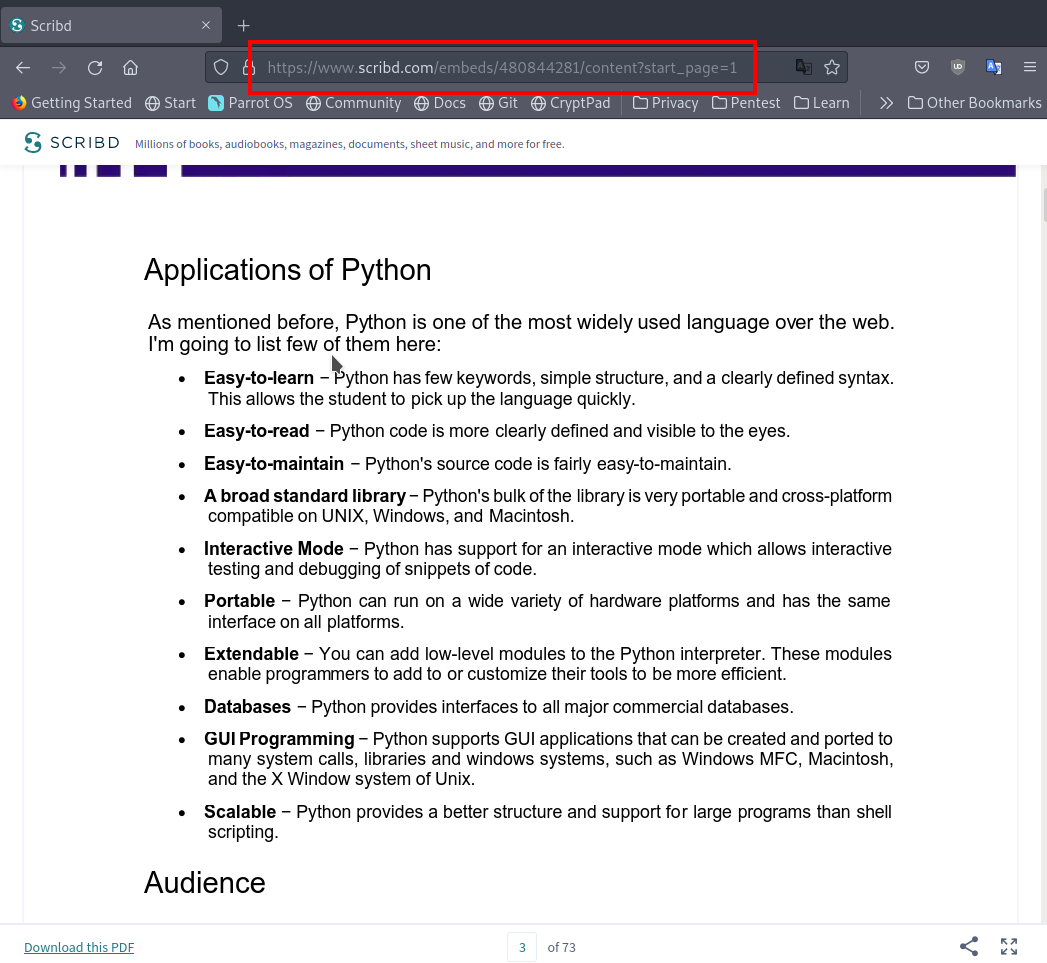 Scribd
https://www.scribd.com/embeds/480844281/content?start_page=1
Getting Started Start Parrot OS Community Docs Git CryptPad Privacy Pentest Learn Other Bookmarks
SCRIBD Millions of books, audiobooks, magazines, documents, sheet music, and more for free.
Applications of Python
As mentioned before, Python is one of the most widely used language over the web.
I'm going to list few of them here:
• Easy-to-learn − Python has few keywords, simple structure, and a clearly defined syntax.
This allows the student to pick up the language quickly.
• Easy-to-read − Python code is more clearly defined and visible to the eyes.
• Easy-to-maintain − Python's source code is fairly easy-to-maintain.
• A broad standard library − Python's bulk of the library is very portable and cross-platform
compatible on UNIX, Windows, and Macintosh.
• Interactive Mode − Python has support for an interactive mode which allows interactive
testing and debugging of snippets of code.
• Portable − Python can run on a wide variety of hardware platforms and has the same
interface on all platforms.
• Extendable − You can add low-level modules to the Python interpreter. These modules
enable programmers to add to or customize their tools to be more efficient.
• Databases − Python provides interfaces to all major commercial databases.
• GUI Programming − Python supports GUI applications that can be created and ported to
many system calls, libraries and windows systems, such as Windows MFC, Macintosh,
and the X Window system of Unix.
• Scalable − Python provides a better structure and support for large programs than shell
scripting.
Audience
Download this PDF 3 of 73